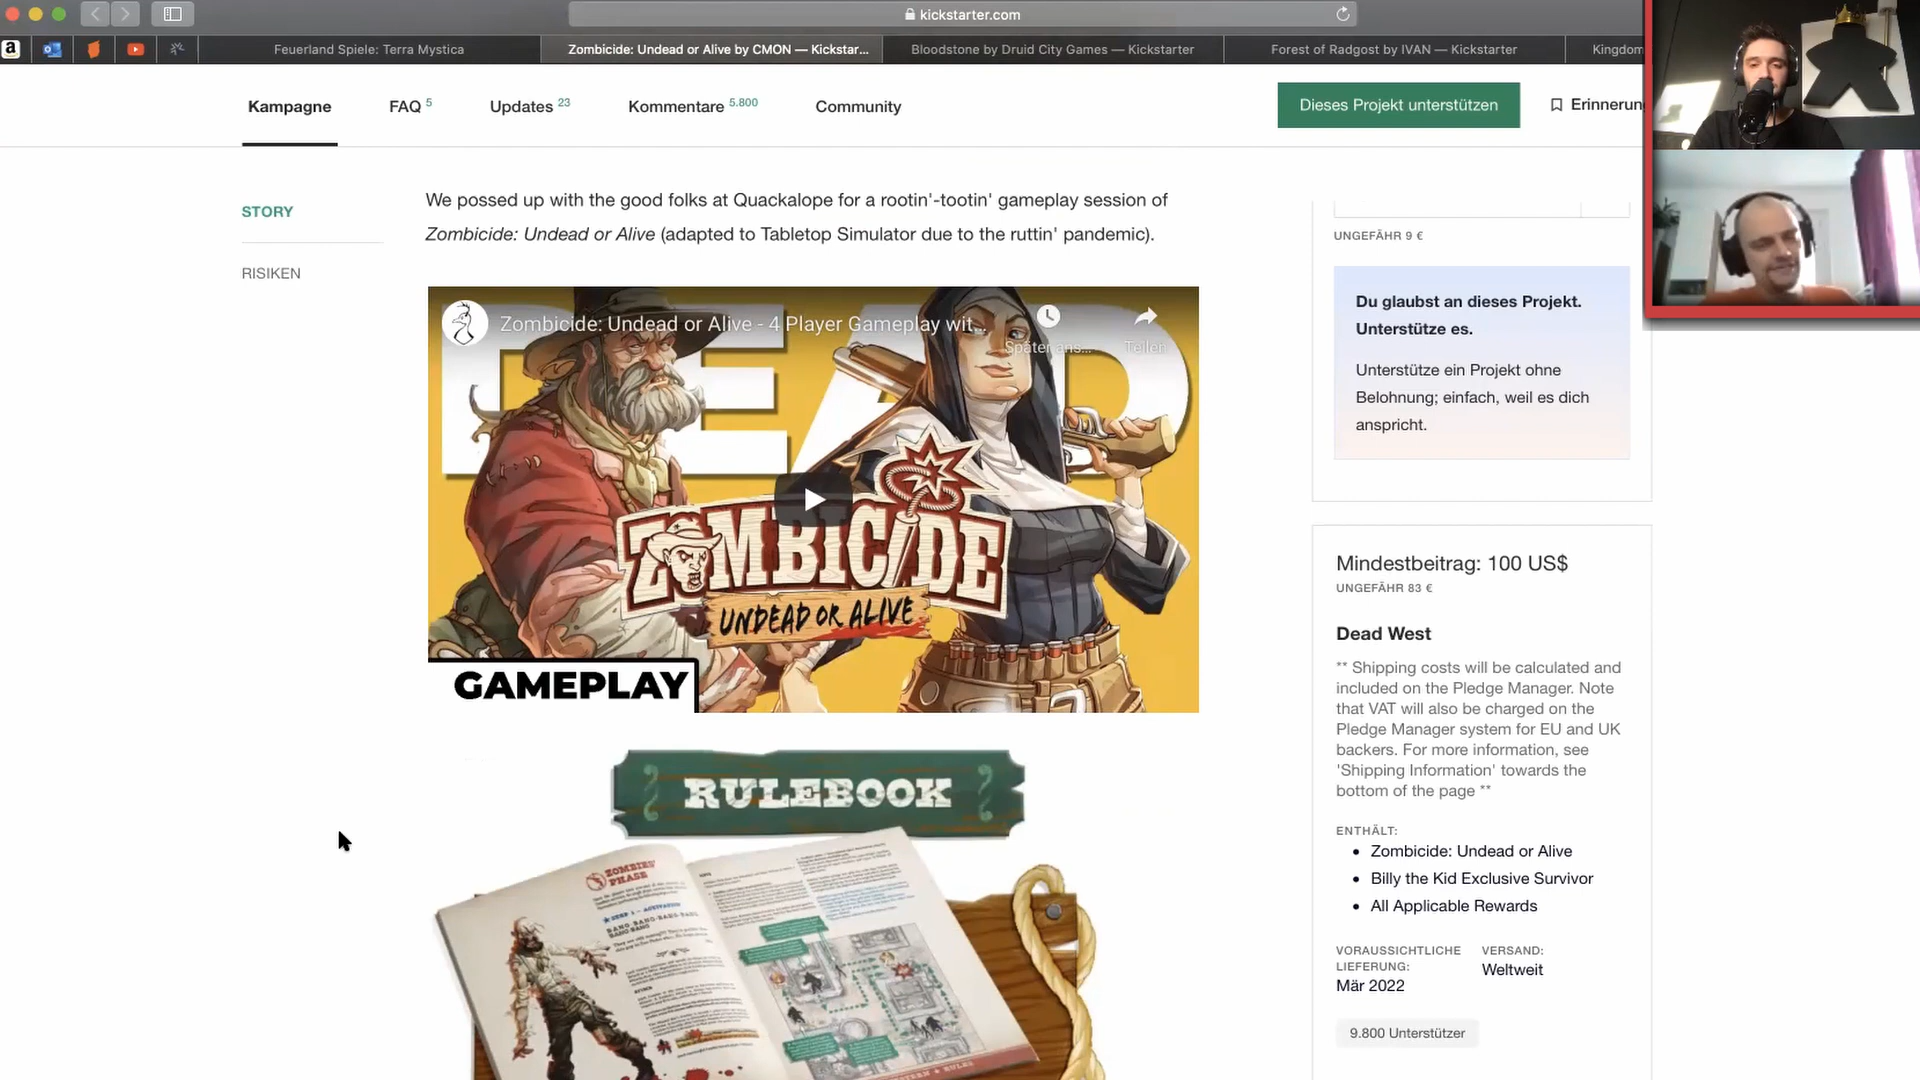 kickstarter.com
Feuerland Spiele: Terra Mystica
Zombicide: Undead or Alive by CMON — Kickstar...
Bloodstone by Druid City Games — Kickstarter
Forest of Radgost by IVAN — Kickstarter
Kingdom
Kampagne
FAQ 5
Updates 23
Kommentare 5.800
Community
Dieses Projekt unterstützen
Erinnerun
STORY
RISIKEN
We possed up with the good folks at Quackalope for a rootin'-tootin' gameplay session of
Zombicide: Undead or Alive (adapted to Tabletop Simulator due to the ruttin' pandemic).
Zombicide: Undead or Alive - 4 Player Gameplay wit...
Später ans...
Teilen
DEAD
ZOMBICIDE
UNDEAD OR ALIVE
GAMEPLAY
RULEBOOK
ZOMBIES'
PHASE
UNGEFÄHR 9 €
Du glaubst an dieses Projekt.
Unterstütze es.
Unterstütze ein Projekt ohne
Belohnung; einfach, weil es dich
anspricht.
Mindestbeitrag: 100 US$
UNGEFÄHR 83 €
Dead West
** Shipping costs will be calculated and
included on the Pledge Manager. Note
that VAT will also be charged on the
Pledge Manager system for EU and UK
backers. For more information, see
'Shipping Information' towards the
bottom of the page **
ENTHÄLT:
• Zombicide: Undead or Alive
• Billy the Kid Exclusive Survivor
• All Applicable Rewards
VORAUSSICHTLICHE
LIEFERUNG:
Mär 2022
VERSAND:
Weltweit
9.800 Unterstützer